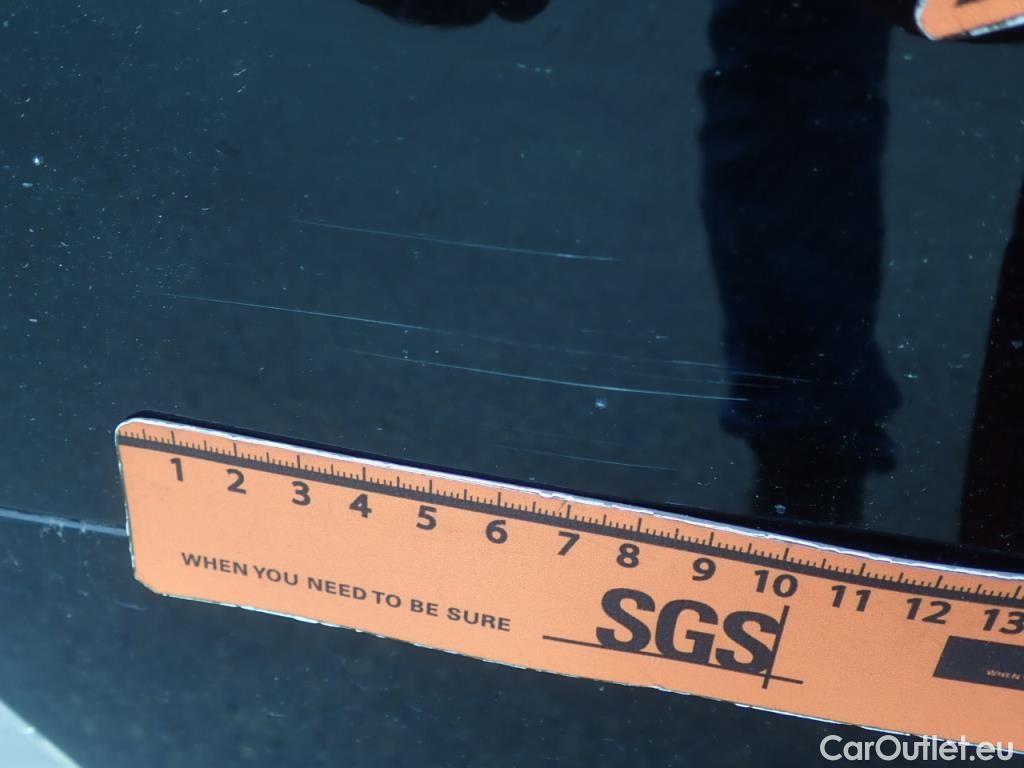 1 2 3 4 5 6 7 8 9 10 11 12 13
WHEN YOU NEED TO BE SURE
SGS
CarOutlet.eu